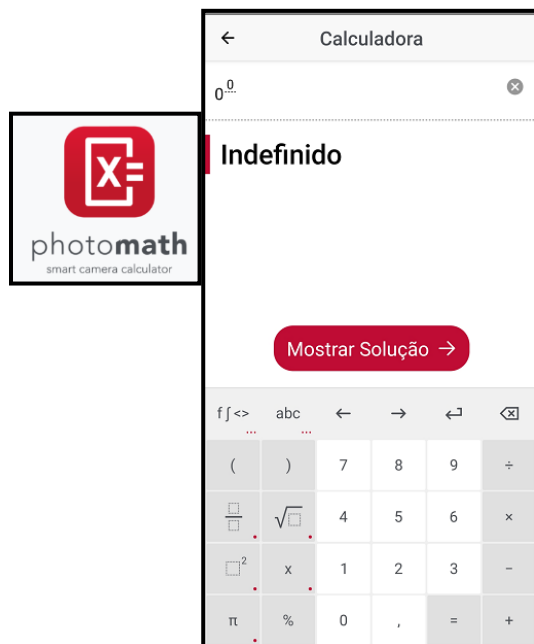 X=
photomath
smart camera calculator
← Calculadora
0⁰
Indefinido
Mostrar Solução →
f ∫ <> abc ← → ↵ ⌫
( ) 7 8 9 ÷
√ 4 5 6 ×
² x 1 2 3 −
π % 0 , = +